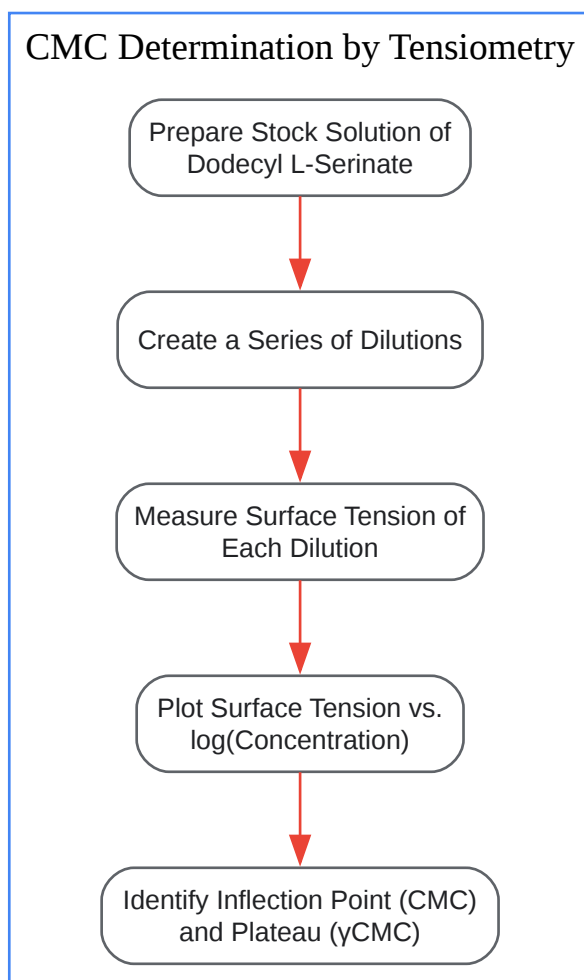 CMC Determination by Tensiometry
Prepare Stock Solution of
Dodecyl L-Serinate
Create a Series of Dilutions
Measure Surface Tension of
Each Dilution
Plot Surface Tension vs.
log(Concentration)
Identify Inflection Point (CMC)
and Plateau (γCMC)